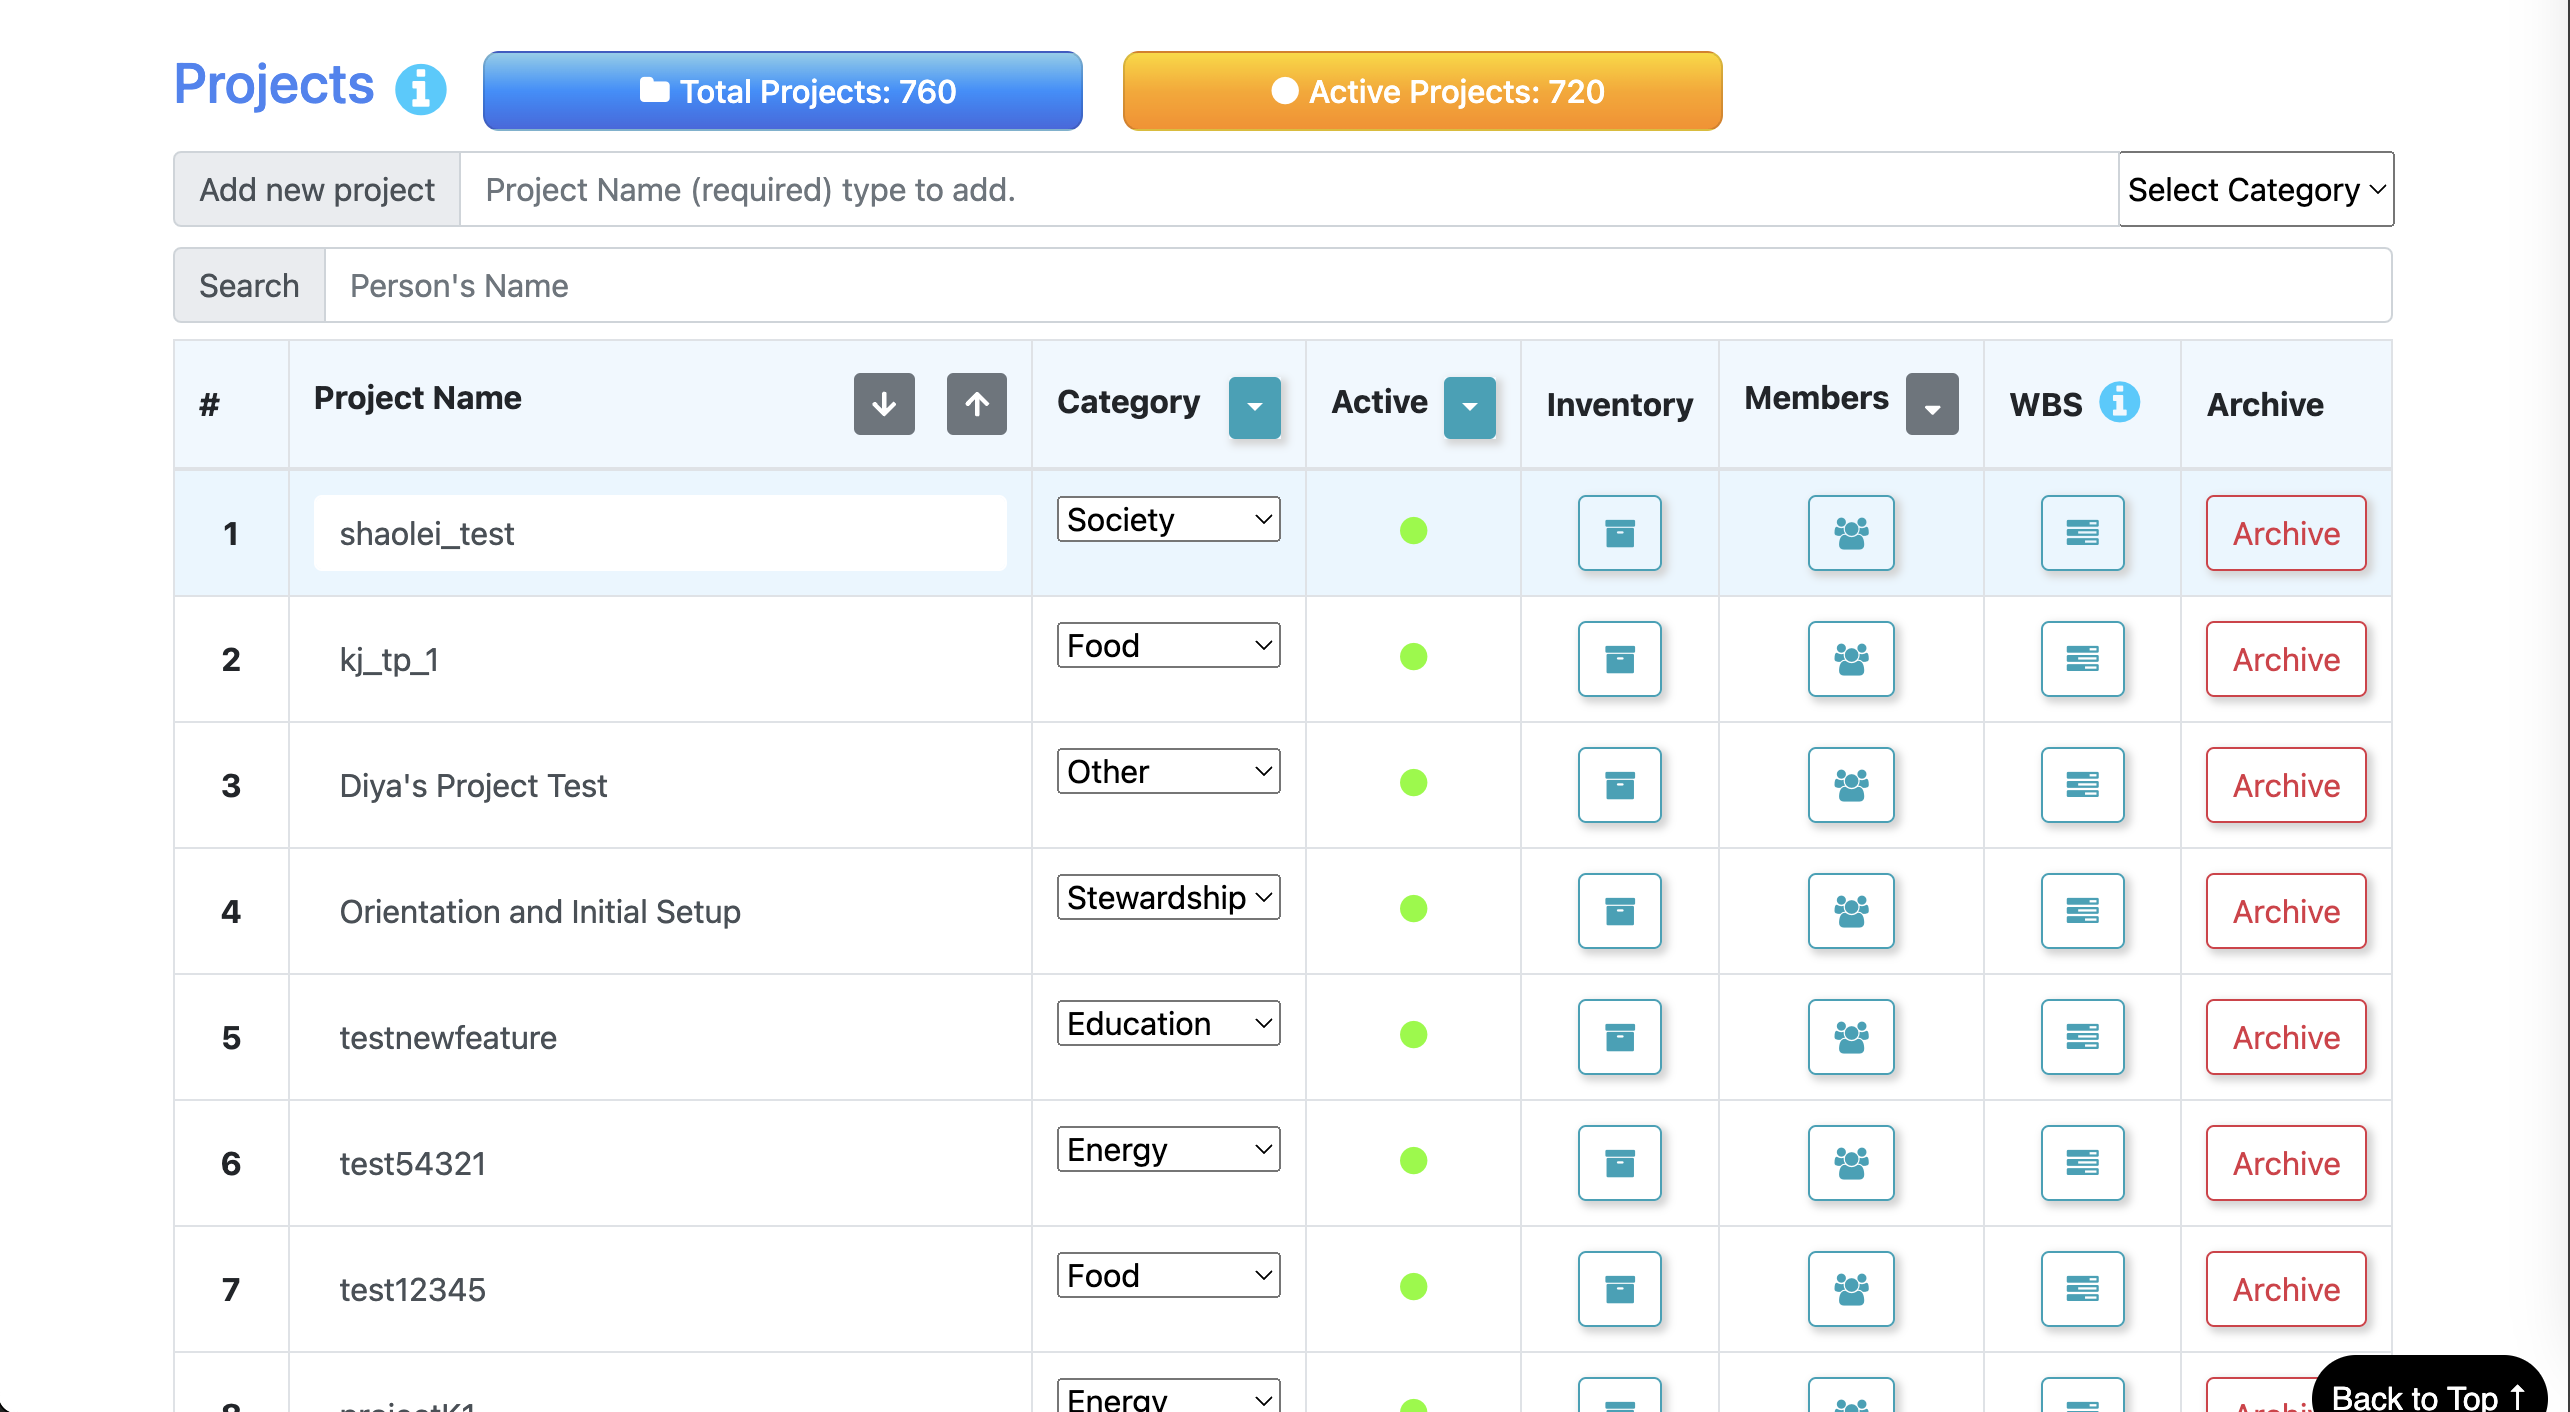 Projects Total Projects: 760 Active Projects: 720
Add new project Project Name (required) type to add. Select Category
Search Person's Name
# Project Name Category Active Inventory Members WBS Archive
1 shaolei_test Society Archive
2 kj_tp_1 Food Archive
3 Diya's Project Test Other Archive
4 Orientation and Initial Setup Stewardship Archive
5 testnewfeature Education Archive
6 test54321 Energy Archive
7 test12345 Food Archive
8 projectK1 Energy
Back to Top ↑